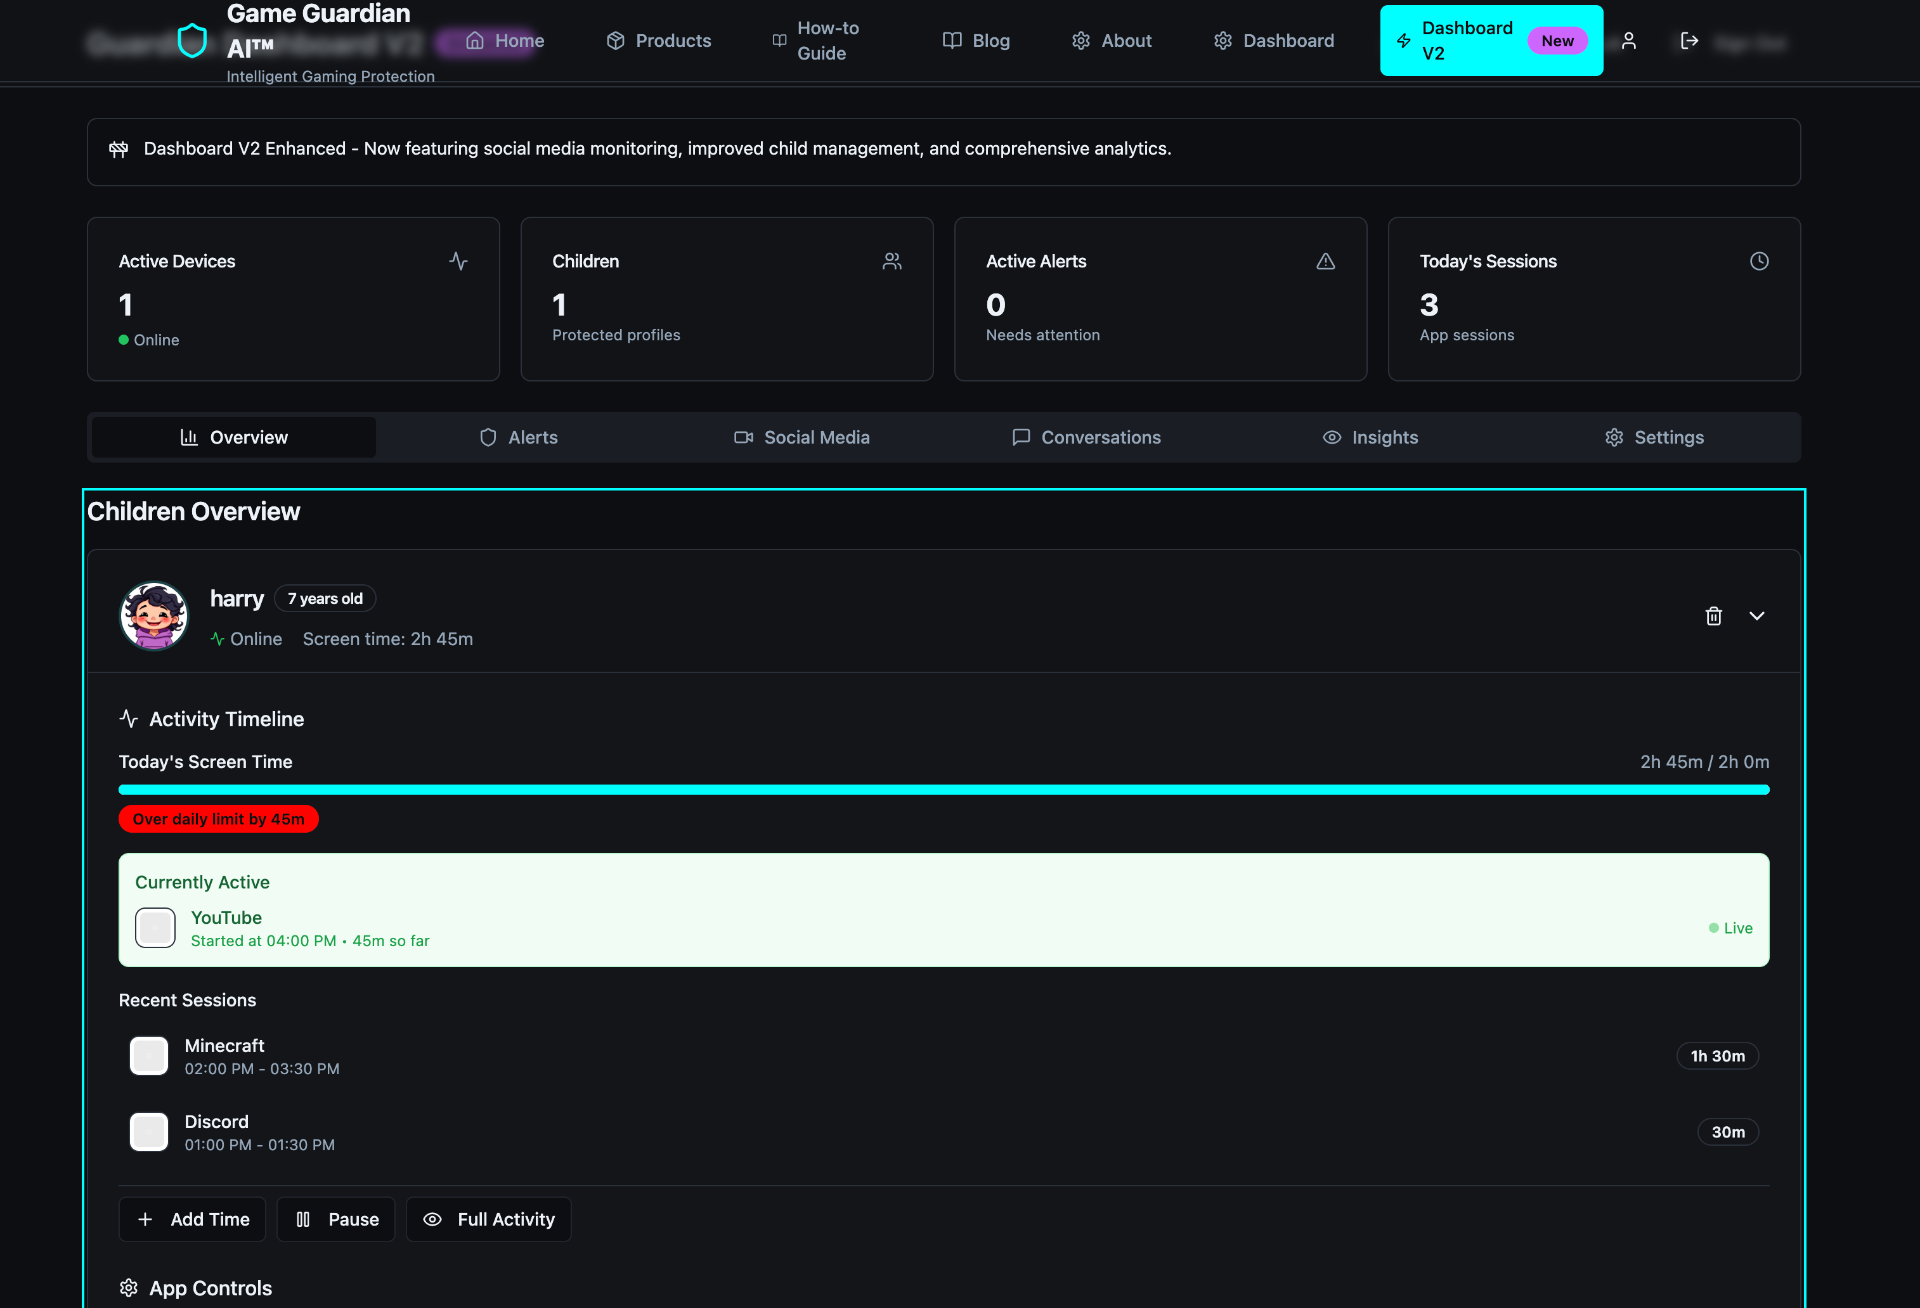 Game Guardian
AI™
Intelligent Gaming Protection
Home
Products
How-to
Guide
Blog
About
Dashboard
Dashboard
V2
New
Dashboard V2 Enhanced - Now featuring social media monitoring, improved child management, and comprehensive analytics.
Active Devices
1
Online
Children
1
Protected profiles
Active Alerts
0
Needs attention
Today's Sessions
3
App sessions
Overview
Alerts
Social Media
Conversations
Insights
Settings
Children Overview
harry
7 years old
Online
Screen time: 2h 45m
Activity Timeline
Today's Screen Time
2h 45m / 2h 0m
Over daily limit by 45m
Currently Active
YouTube
Started at 04:00 PM • 45m so far
Live
Recent Sessions
Minecraft
02:00 PM - 03:30 PM
1h 30m
Discord
01:00 PM - 01:30 PM
30m
Add Time
Pause
Full Activity
App Controls